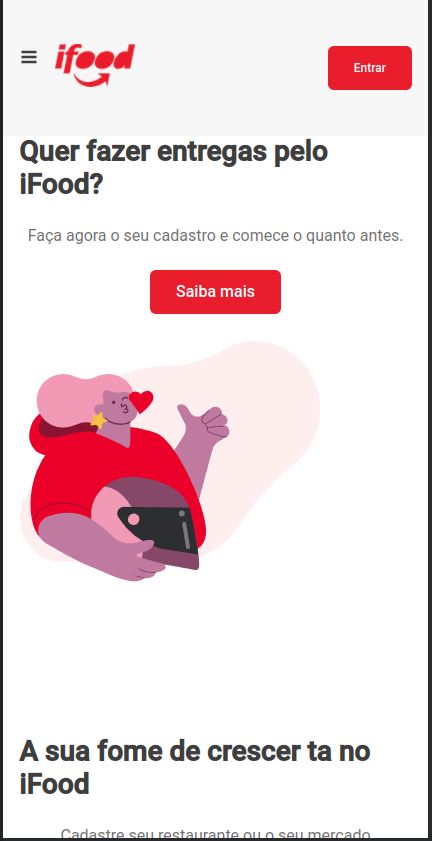 ifood
Entrar
Quer fazer entregas pelo
iFood?
Faça agora o seu cadastro e comece o quanto antes.
Saiba mais
A sua fome de crescer ta no
iFood
Cadastre seu restaurante ou o seu mercado